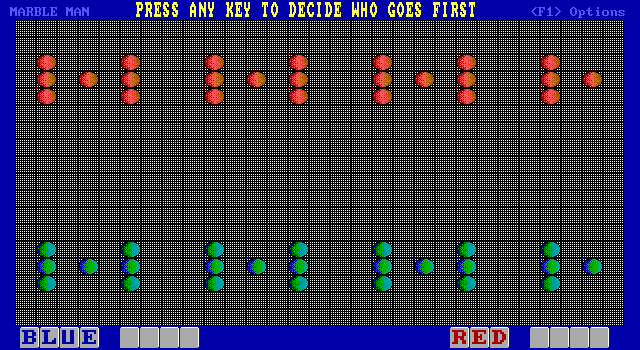 MARBLE MAN PRESS ANY KEY TO DECIDE WHO GOES FIRST <F1> Options
BLUE RED